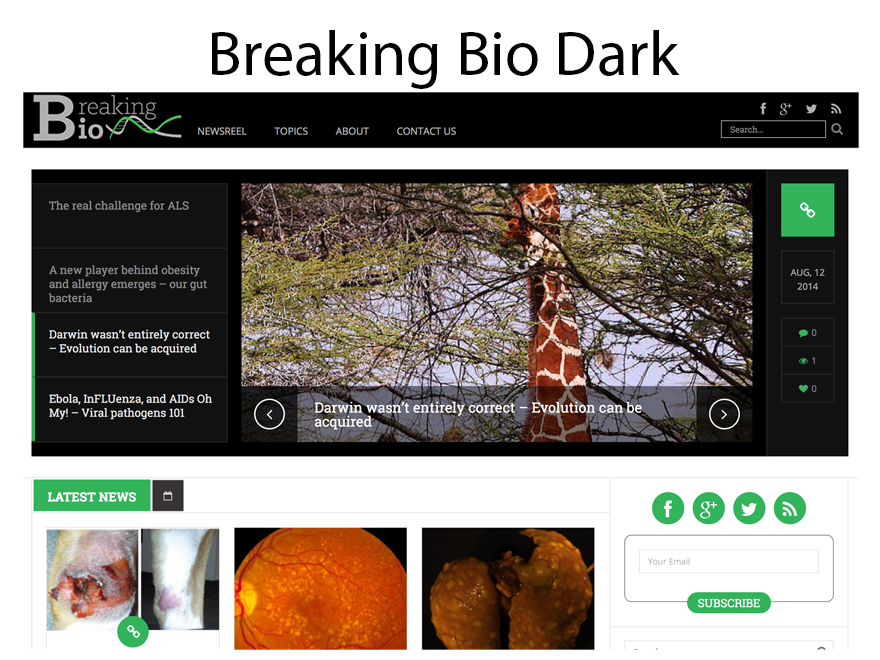 Breaking Bio Dark
Breaking
Bio
NEWSREEL TOPICS ABOUT CONTACT US
Search...
The real challenge for ALS
A new player behind obesity
and allergy emerges – our gut
bacteria
Darwin wasn't entirely correct
– Evolution can be acquired
Ebola, InFLUenza, and AIDs Oh
My! – Viral pathogens 101
Darwin wasn't entirely correct – Evolution can be
acquired
AUG, 12
2014
0
1
0
LATEST NEWS
Your Email
SUBSCRIBE